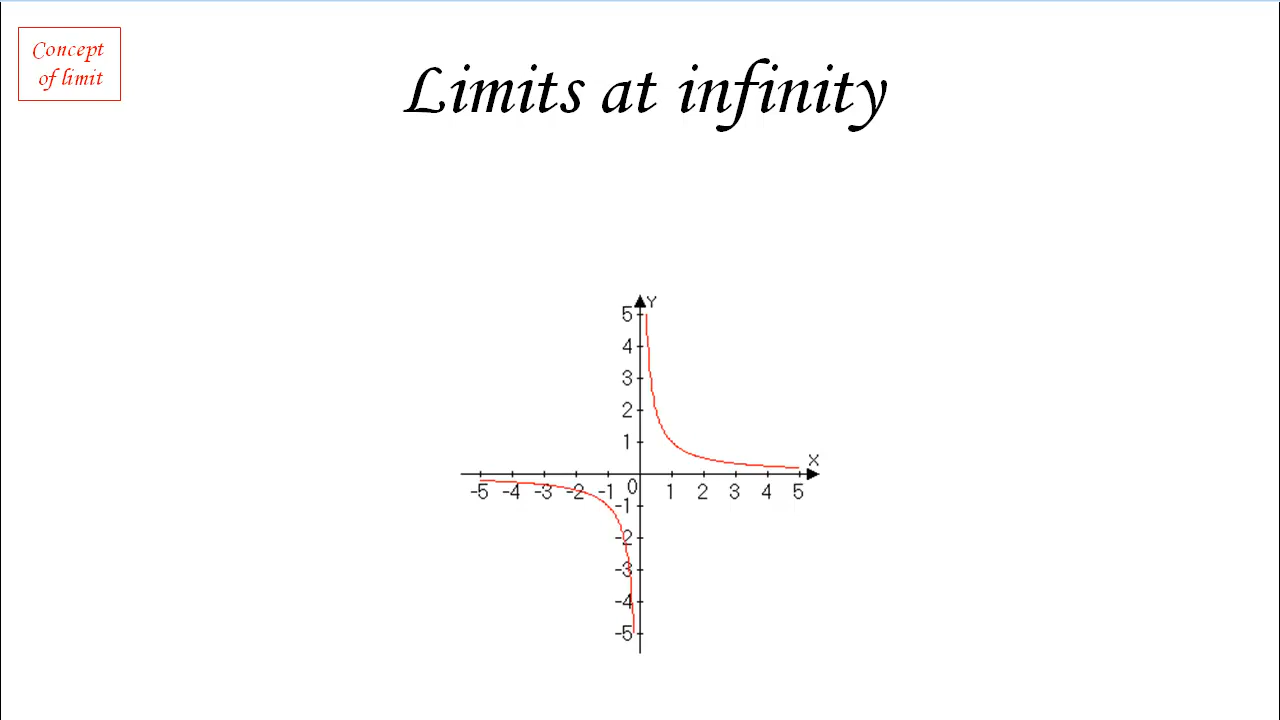 Concept
of limit
Limits at infinity
Y
5
4
3
2
1
X
-5 -4 -3 -2 -1 0 1 2 3 4 5
-1
-2
-3
-4
-5